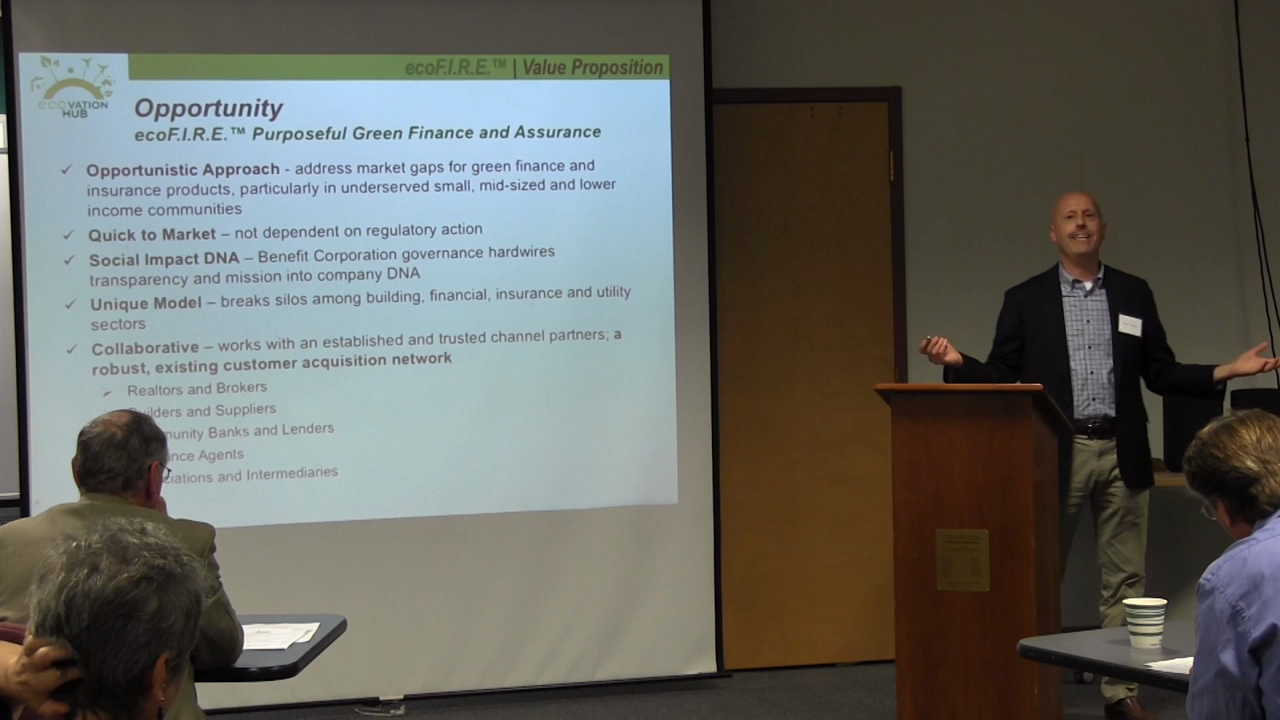 ecoF.I.R.E.™ | Value Proposition
ecoVATION
HUB
Opportunity
ecoF.I.R.E.™ Purposeful Green Finance and Assurance
✓ Opportunistic Approach - address market gaps for green finance and
insurance products, particularly in underserved small, mid-sized and lower
income communities
✓ Quick to Market – not dependent on regulatory action
✓ Social Impact DNA – Benefit Corporation governance hardwires
transparency and mission into company DNA
✓ Unique Model – breaks silos among building, financial, insurance and utility
sectors
✓ Collaborative – works with an established and trusted channel partners; a
robust, existing customer acquisition network
➢ Realtors and Brokers
and Suppliers
Banks and Lenders
Agents
and Intermediaries